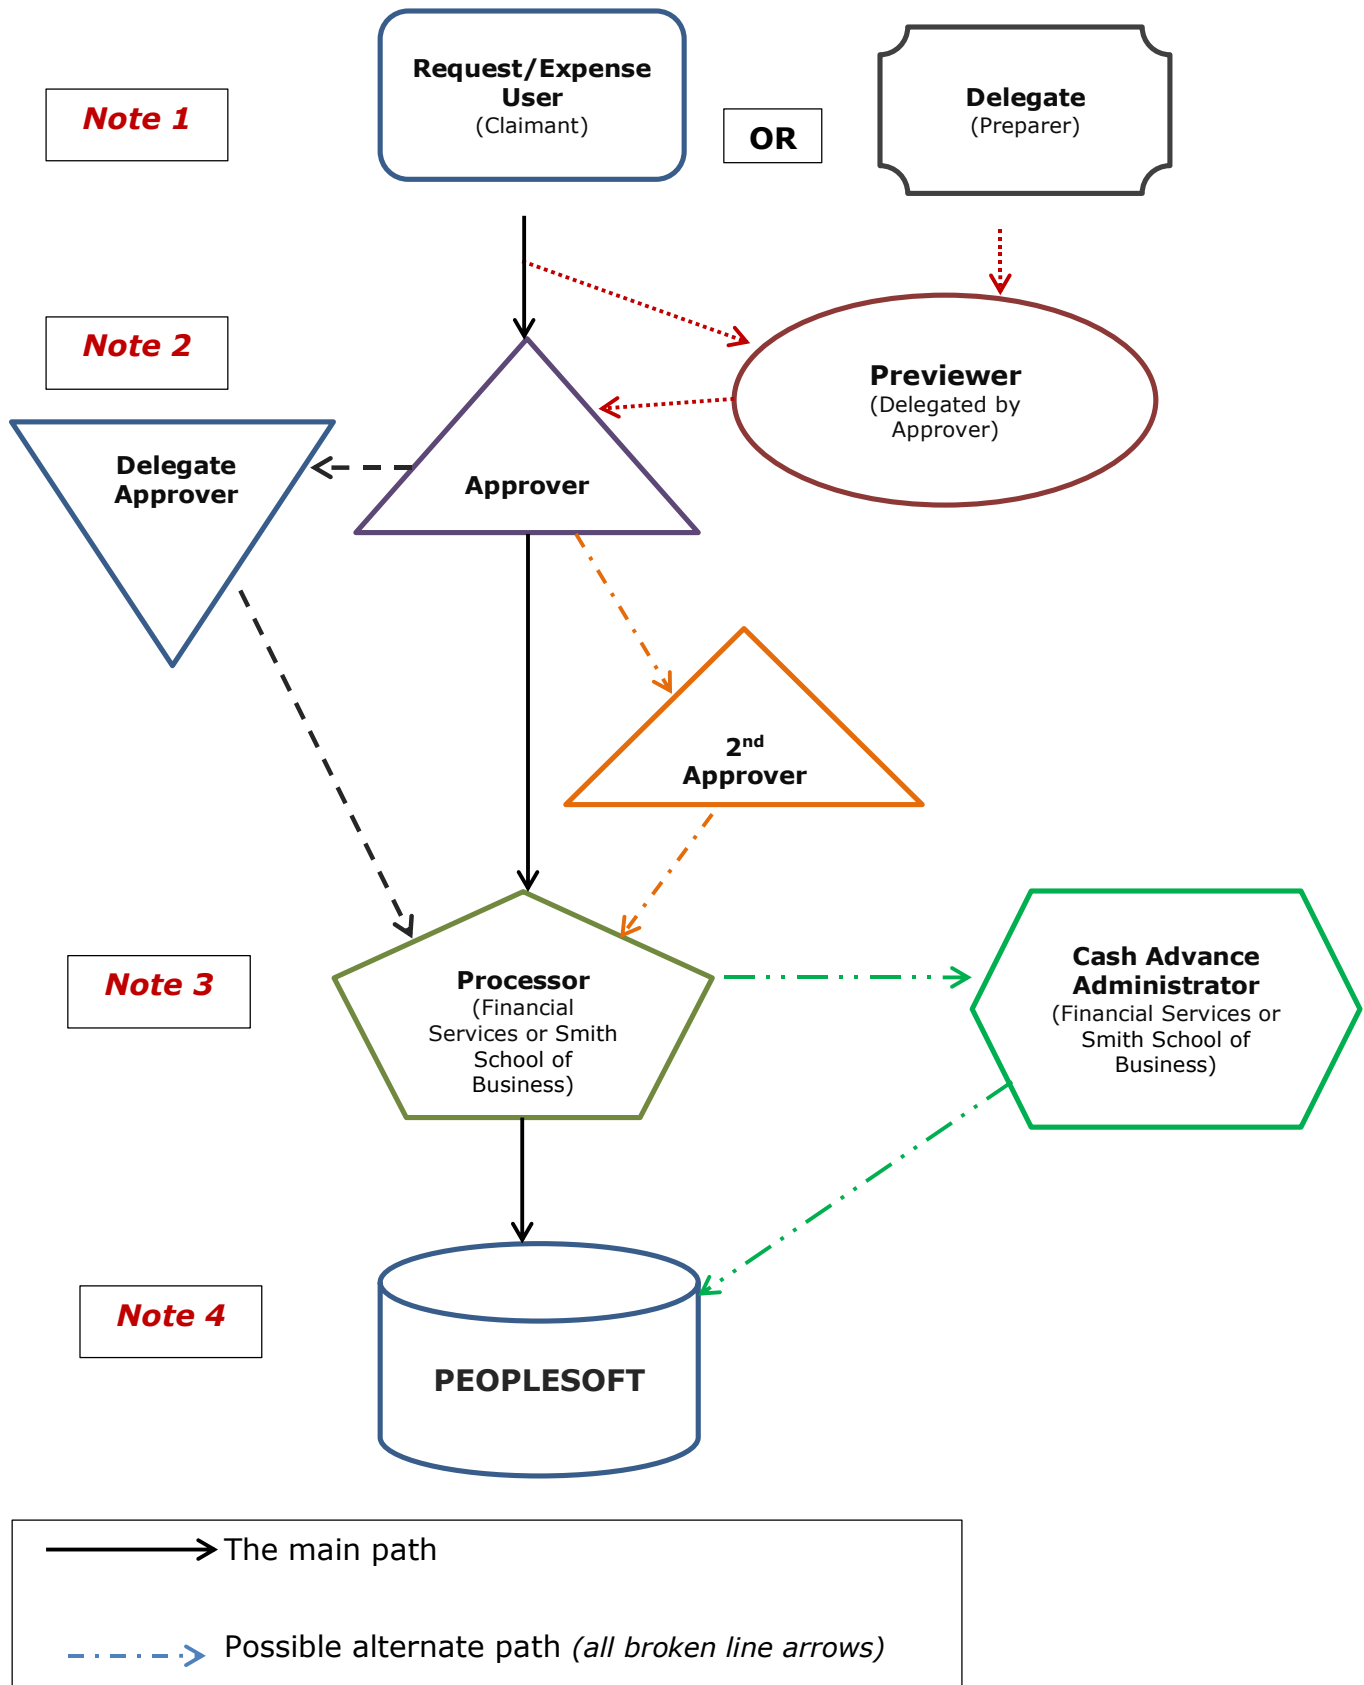 Note 1
Request/Expense
User
(Claimant)
OR
Delegate
(Preparer)
Note 2
Previewer
(Delegated by
Approver)
Delegate
Approver
Approver
2nd
Approver
Note 3
Processor
(Financial
Services or Smith
School of
Business)
Cash Advance
Administrator
(Financial Services or
Smith School of
Business)
Note 4
PEOPLESOFT
The main path
Possible alternate path (all broken line arrows)